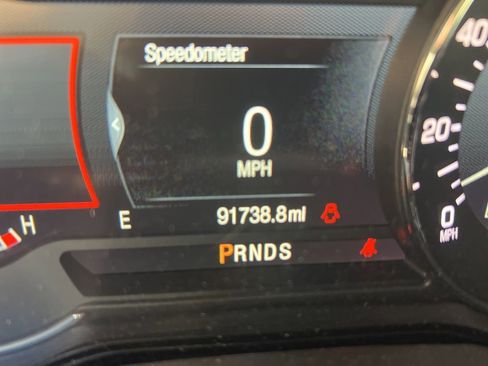 Speedometer
40
0
MPH
20
91738.8mi
H
E
0
MPH
PRNDS